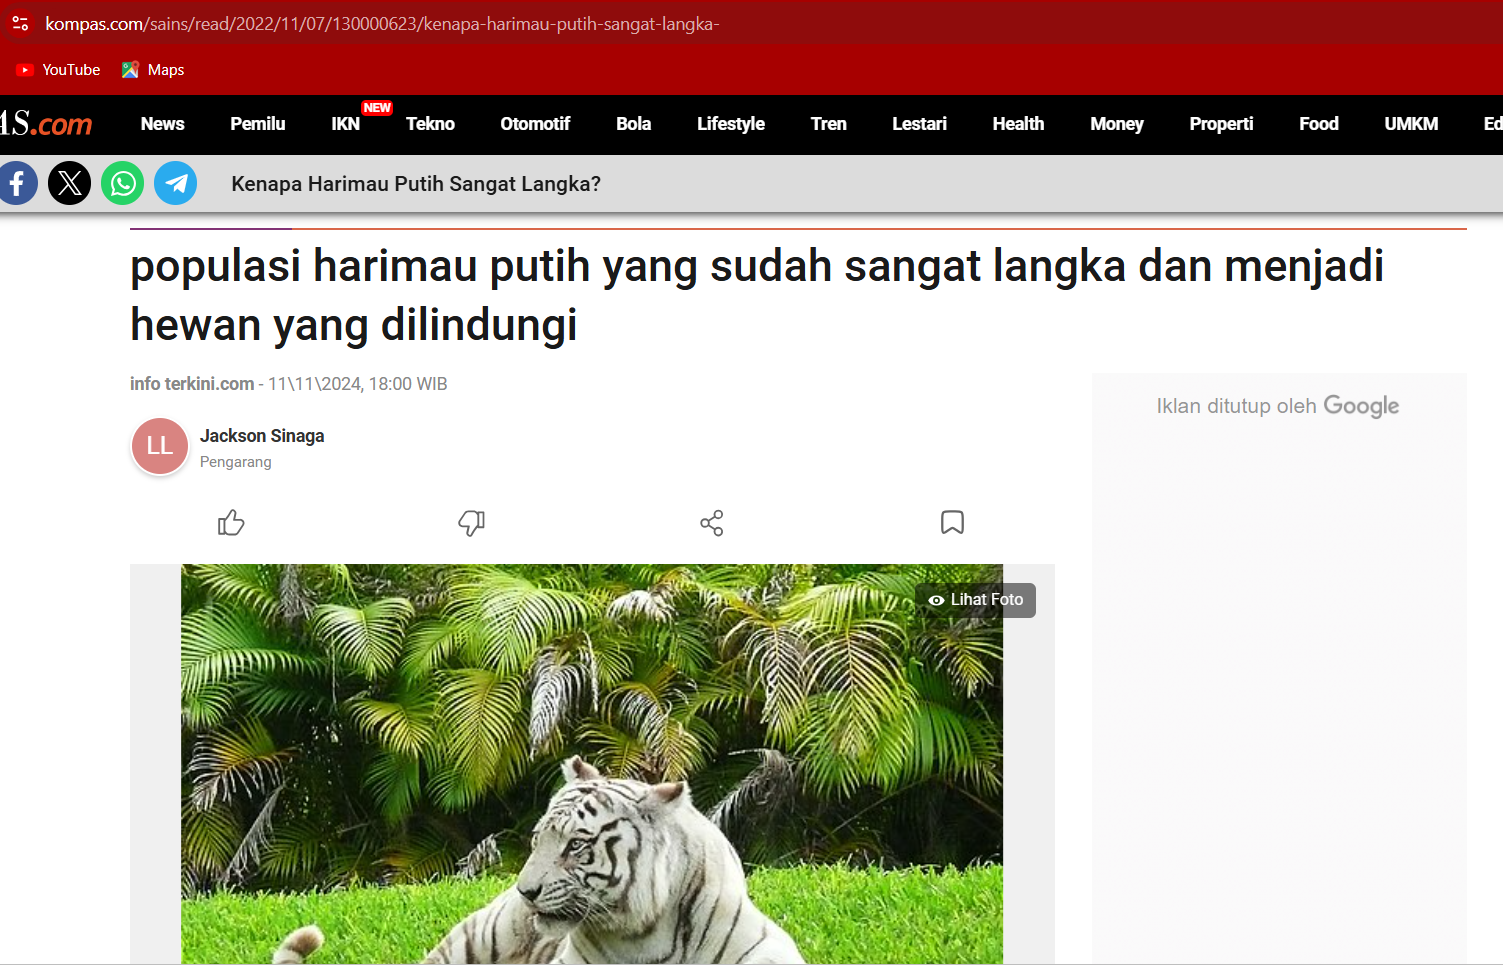 kompas.com/sains/read/2022/11/07/130000623/kenapa-harimau-putih-sangat-langka-
YouTube Maps
AS.com News Pemilu IKN NEW Tekno Otomotif Bola Lifestyle Tren Lestari Health Money Properti Food UMKM Ed
Kenapa Harimau Putih Sangat Langka?
populasi harimau putih yang sudah sangat langka dan menjadi
hewan yang dilindungi
info terkini.com - 11\11\2024, 18:00 WIB
Iklan ditutup oleh Google
LL
Jackson Sinaga
Pengarang
Lihat Foto